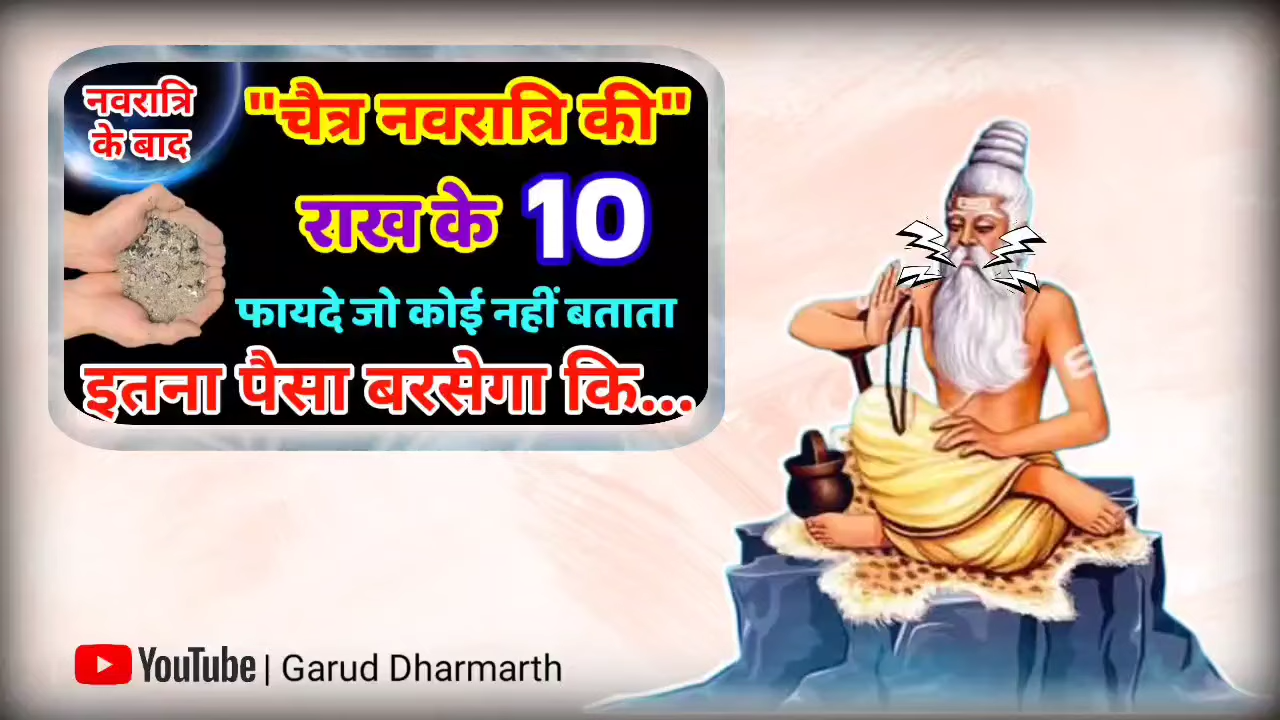 नवरात्रि
के बाद
"चैत्र नवरात्रि की"
राख के 10
फायदे जो कोई नहीं बताता
इतना पैसा बरसेगा कि...
YouTube | Garud Dharmarth